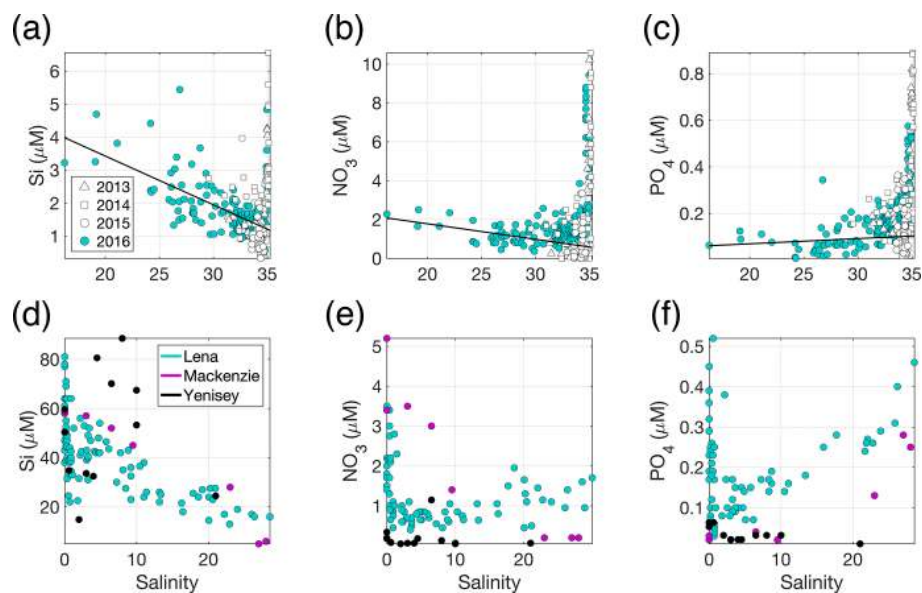 (a)
Si (μM)
6
5
4
3
2
1
2013
2014
2015
2016
20 25 30 35
(b)
NO3 (μM)
10
8
6
4
2
0
20 25 30 35
(c)
PO4 (μM)
0.8
0.6
0.4
0.2
20 25 30 35
(d)
Si (μM)
80
60
40
20
Lena
Mackenzie
Yenisey
0 10 20
Salinity
(e)
NO3 (μM)
5
4
3
2
1
0 10 20
Salinity
(f)
PO4 (μM)
0.5
0.4
0.3
0.2
0.1
0 10 20
Salinity